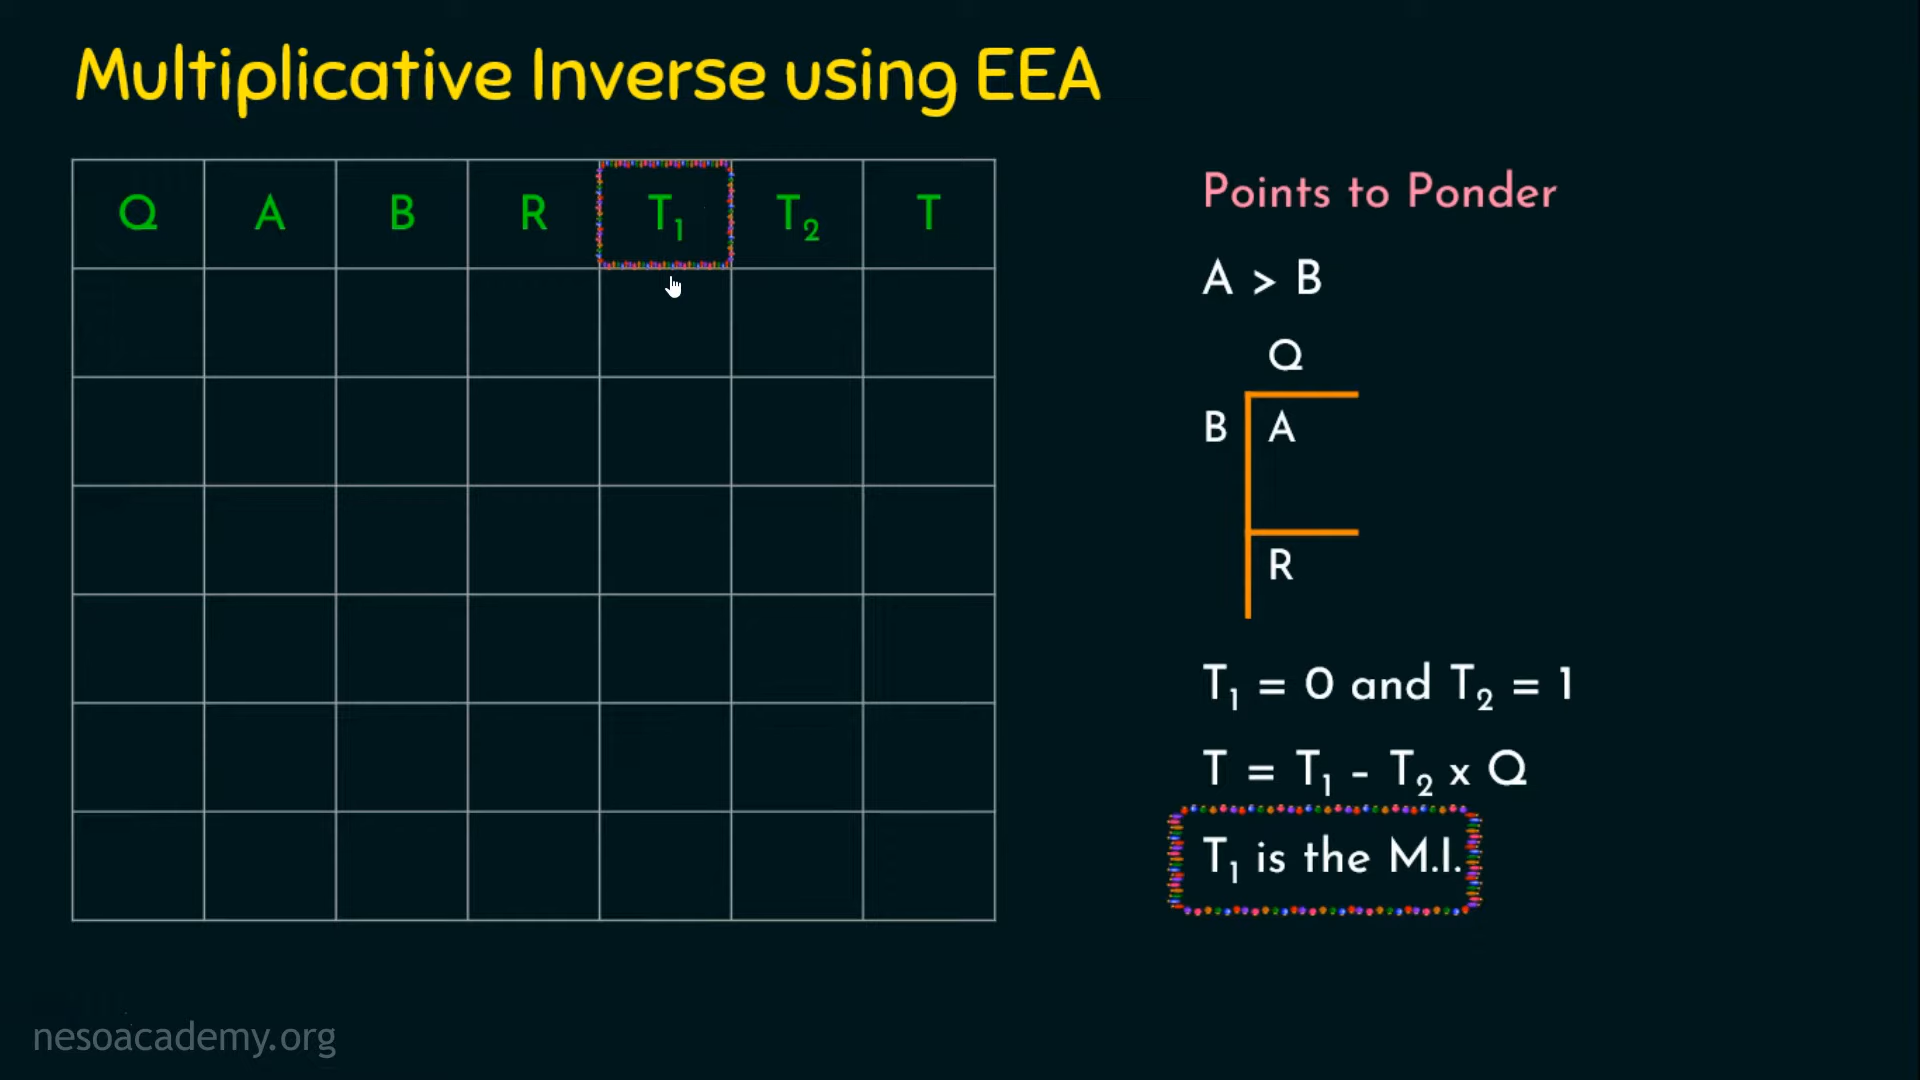 Multiplicative Inverse using EEA
Q A B R T₁ T₂ T
Points to Ponder
A > B
Q
B A
R
T₁ = 0 and T₂ = 1
T = T₁ – T₂ x Q
T₁ is the M.I.
nesoacademy.org